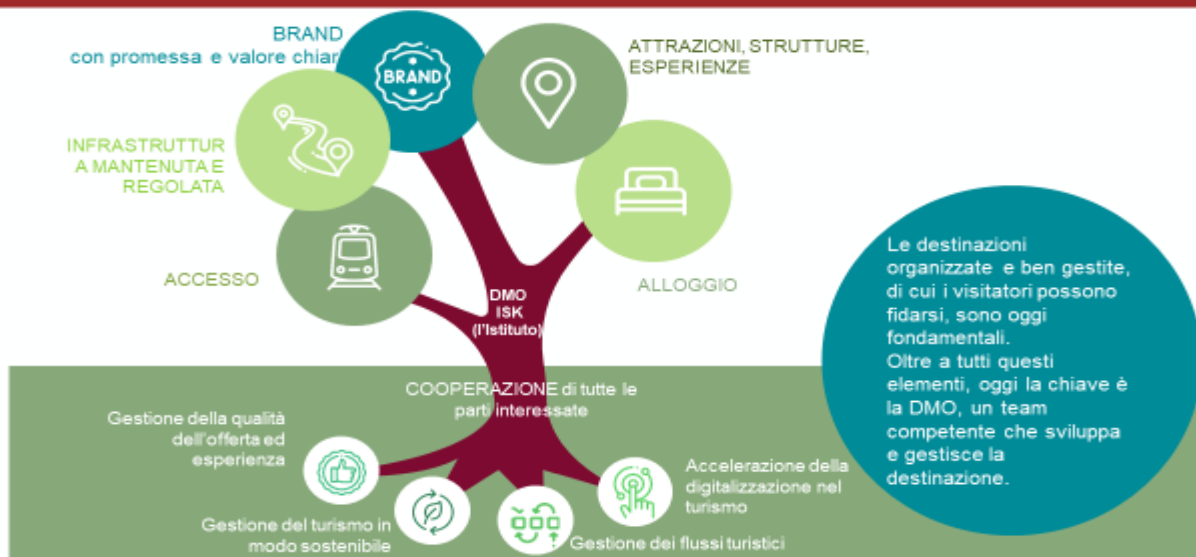 BRAND
con promessa e valore chiari
BRAND
ATTRAZIONI, STRUTTURE,
ESPERIENZE
INFRASTRUTTUR
A MANTENUTA E
REGOLATA
ACCESSO
ALLOGGIO
DMO
ISK
(l'Istituto)
Le destinazioni
organizzate e ben gestite,
di cui i visitatori possono
fidarsi, sono oggi
fondamentali.
Oltre a tutti questi
elementi, oggi la chiave è
la DMO, un team
competente che sviluppa
e gestisce la
destinazione.
COOPERAZIONE di tutte le
parti interessate
Gestione della qualità
dell'offerta ed
esperienza
Gestione del turismo in
modo sostenibile
Gestione dei flussi turistici
Accelerazione della
digitalizzazione nel
turismo